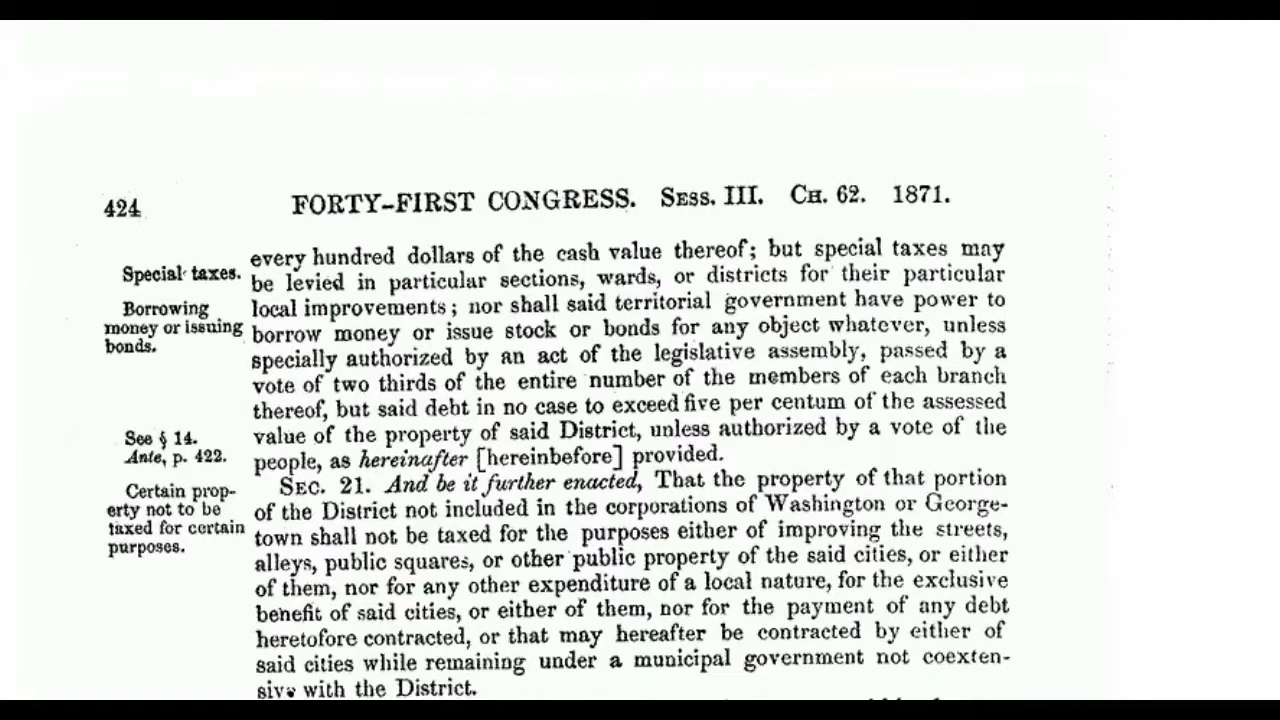 424 FORTY-FIRST CONGRESS. SESS. III. CH. 62. 1871.
every hundred dollars of the cash value thereof; but special taxes may
Special taxes.
be levied in particular sections, wards, or districts for their particular
local improvements; nor shall said territorial government have power to
Borrowing
money or issuing
bonds.
borrow money or issue stock or bonds for any object whatever, unless
specially authorized by an act of the legislative assembly, passed by a
vote of two thirds of the entire number of the members of each branch
thereof, but said debt in no case to exceed five per centum of the assessed
value of the property of said District, unless authorized by a vote of the
See § 14.
Ante, p. 422.
people, as hereinafter [hereinbefore] provided.
SEC. 21. And be it further enacted, That the property of that portion
Certain prop-
erty not to be
taxed for certain
purposes.
of the District not included in the corporations of Washington or George-
town shall not be taxed for the purposes either of improving the streets,
alleys, public squares, or other public property of the said cities, or either
of them, nor for any other expenditure of a local nature, for the exclusive
benefit of said cities, or either of them, nor for the payment of any debt
heretofore contracted, or that may hereafter be contracted by either of
said cities while remaining under a municipal government not coexten-
sive with the District.